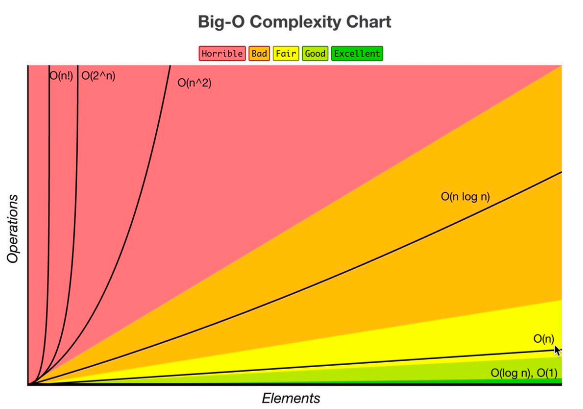 Big-O Complexity Chart
Horrible Bad Fair Good Excellent
O(n!) O(2^n) O(n^2)
O(n log n)
O(n)
O(log n), O(1)
Operations
Elements